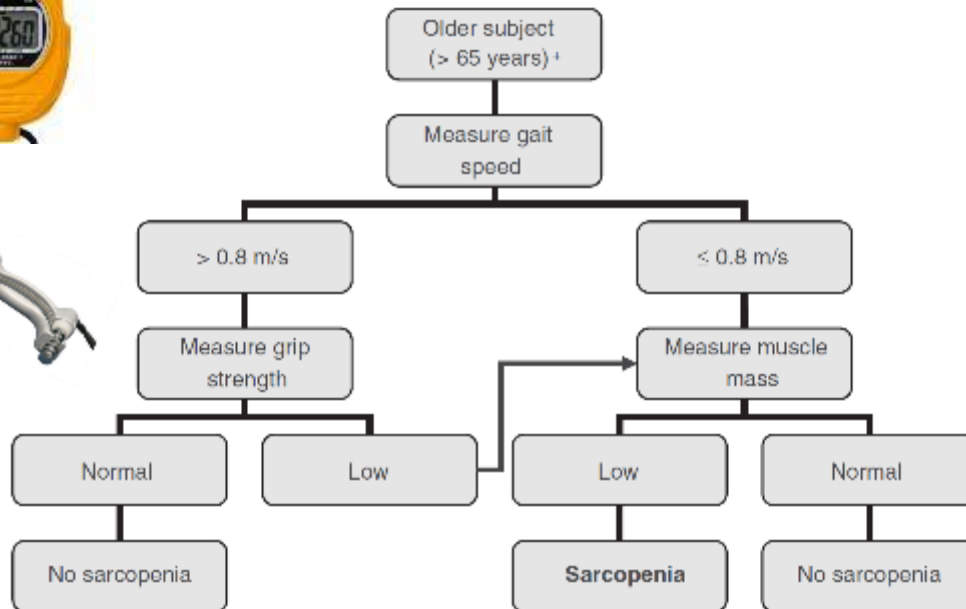 260
Older subject
(> 65 years)+
Measure gait
speed
> 0.8 m/s
≤ 0.8 m/s
Measure grip
strength
Measure muscle
mass
Normal
Low
Low
Normal
No sarcopenia
Sarcopenia
No sarcopenia